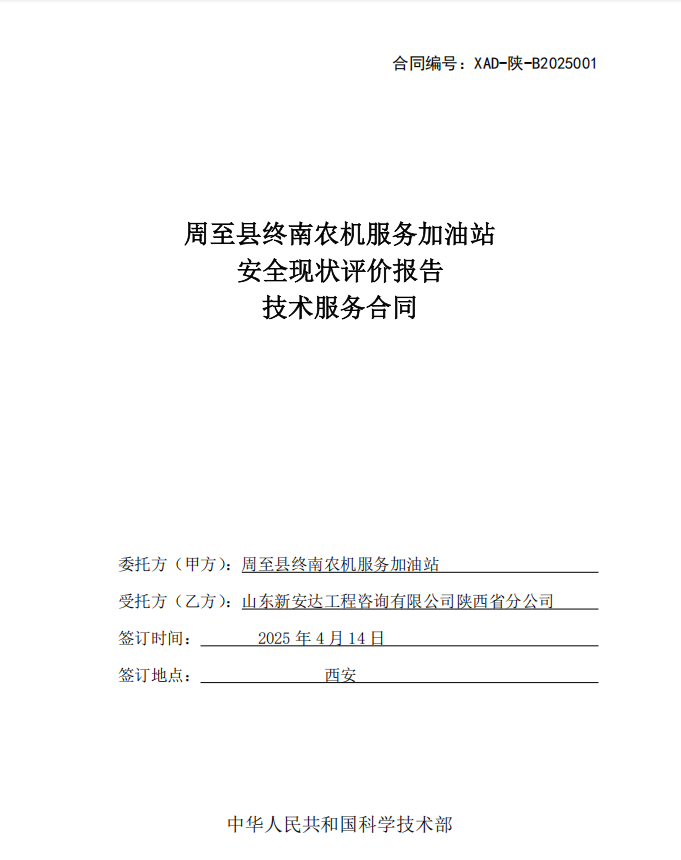 合同编号：XAD-陕-B2025001
周至县终南农机服务加油站
安全现状评价报告
技术服务合同
委托方（甲方）：周至县终南农机服务加油站
受托方（乙方）：山东新安达工程咨询有限公司陕西省分公司
签订时间：2025 年 4 月 14 日
签订地点：西安
中华人民共和国科学技术部